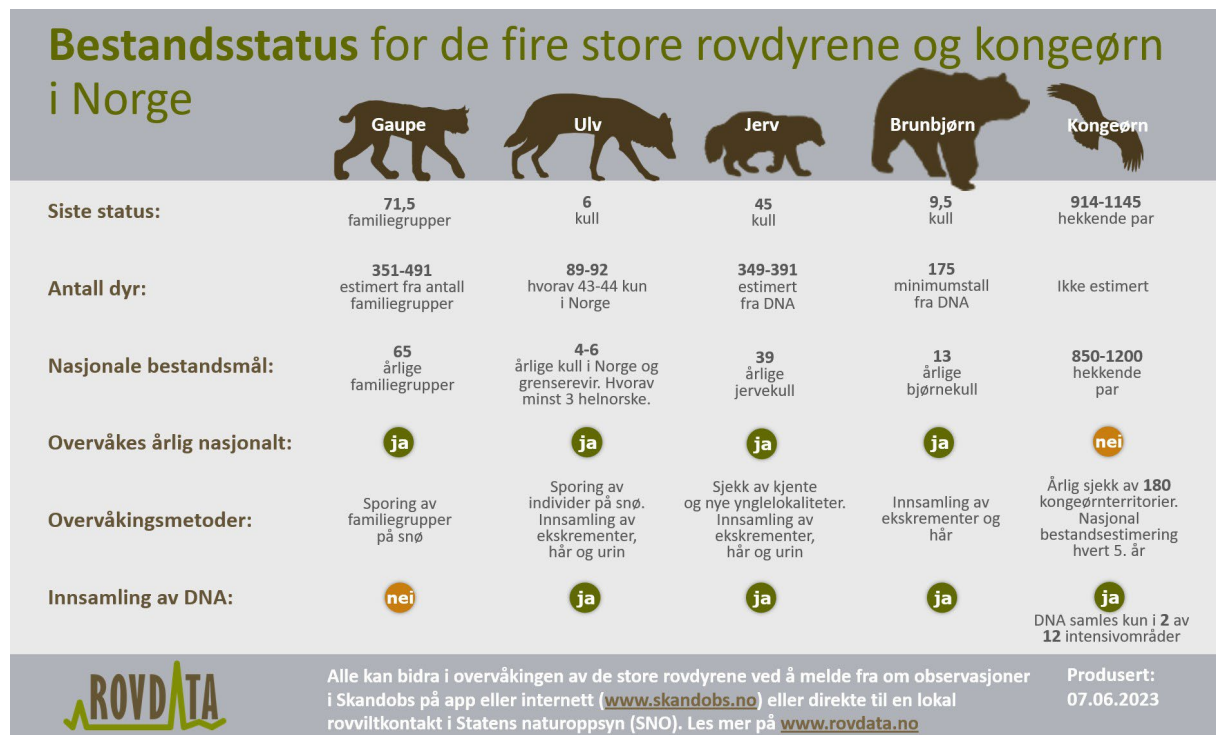 Bestandsstatus for de fire store rovdyrene og kongeørn
i Norge
Gaupe
Ulv
Jerv
Brunbjørn
Kongeørn
Siste status:
71,5
familiegrupper
6
kull
45
kull
9,5
kull
914-1145
hekkende par
Antall dyr:
351-491
estimert fra antall
familiegrupper
89-92
hvorav 43-44 kun
i Norge
349-391
estimert
fra DNA
175
minimumstall
fra DNA
Ikke estimert
Nasjonale bestandsmål:
65
årlige
familiegrupper
4-6
årlige kull i Norge og
grenserevir. Hvorav
minst 3 helnorske.
39
årlige
jervekull
13
årlige
bjørnekull
850-1200
hekkende
par
Overvåkes årlig nasjonalt:
ja
ja
ja
ja
nei
Overvåkingsmetoder:
Sporing av
familiegrupper
på snø
Sporing av
individer på snø.
Innsamling av
ekskrementer,
hår og urin
Sjekk av kjente
og nye ynglelokaliteter.
Innsamling av
ekskrementer,
hår og urin
Innsamling av
ekskrementer og
hår
Årlig sjekk av 180
kongeørnterritorier.
Nasjonal
bestandsestimering
hvert 5. år
Innsamling av DNA:
nei
ja
ja
ja
ja
DNA samles kun i 2 av
12 intensivområder
ROVDATA
Alle kan bidra i overvåkingen av de store rovdyrene ved å melde fra om observasjoner
i Skandobs på app eller internett (www.skandobs.no) eller direkte til en lokal
rovviltkontakt i Statens naturoppsyn (SNO). Les mer på www.rovdata.no
Produsert:
07.06.2023